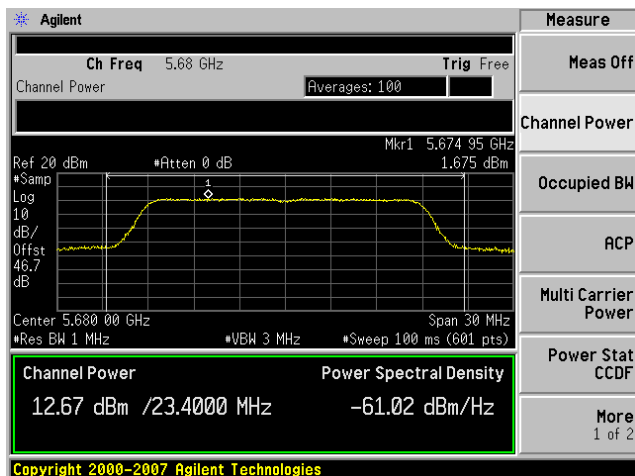 Agilent
Measure
Ch Freq 5.68 GHz Trig Free
Channel Power Averages: 100
Mkr1 5.674 95 GHz
Ref 20 dBm #Atten 0 dB 1.675 dBm
#Samp
Log
10
dB/
Offst
46.7
dB
1
Center 5.680 00 GHz Span 30 MHz
#Res BW 1 MHz #VBW 3 MHz #Sweep 100 ms (601 pts)
Channel Power Power Spectral Density
12.67 dBm /23.4000 MHz -61.02 dBm/Hz
Copyright 2000-2007 Agilent Technologies
Meas Off
Channel Power
Occupied BW
ACP
Multi Carrier
Power
Power Stat
CCDF
More
1 of 2